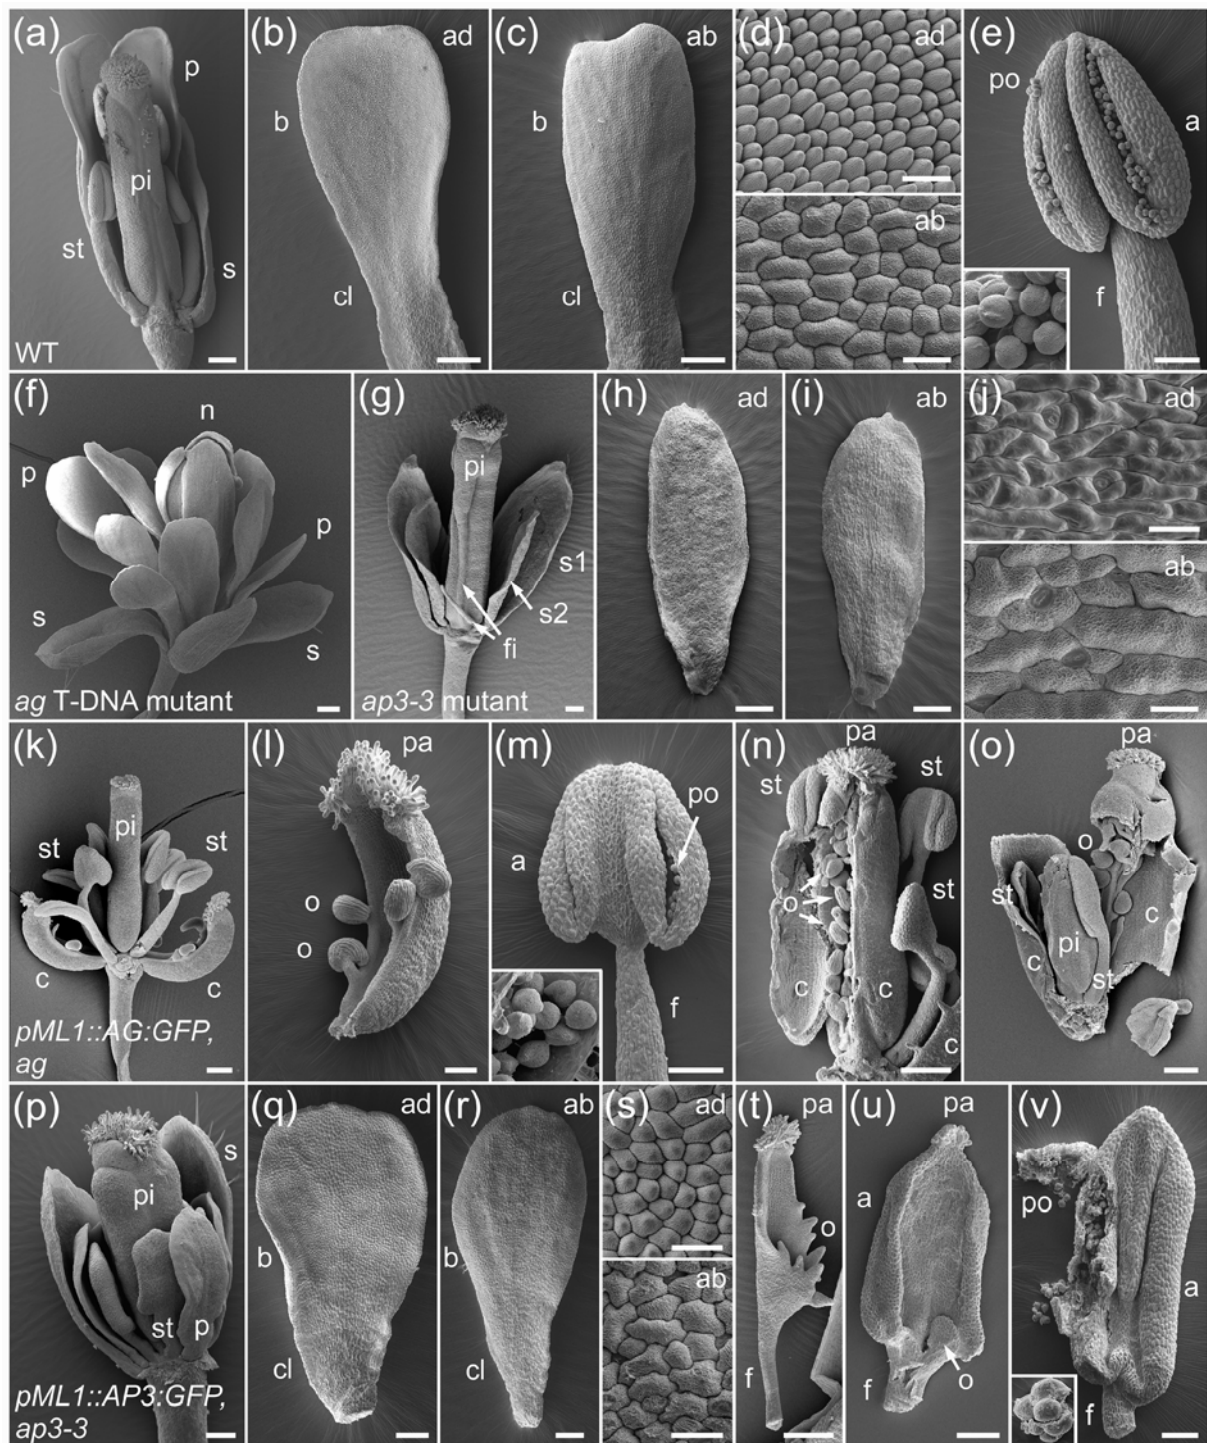 (a)
p
pi
st
s
WT
(b)
ad
b
cl
(c)
ab
b
cl
(d)
ad
ab
(e)
po
a
f
(f)
n
p
p
s
s
ag T-DNA mutant
(g)
pi
s1
s2
fi
ap3-3 mutant
(h)
ad
(i)
ab
(j)
ad
ab
(k)
pi
st
st
c
c
pML1::AG:GFP,
ag
(l)
pa
o
o
(m)
po
a
f
(n)
pa
st
st
o
st
c
c
c
(o)
pa
o
st
c
pi
c
st
(p)
s
pi
st
p
pML1::AP3:GFP,
ap3-3
(q)
ad
b
cl
(r)
ab
b
cl
(s)
ad
ab
(t)
pa
o
f
(u)
pa
a
f
o
(v)
po
a
f